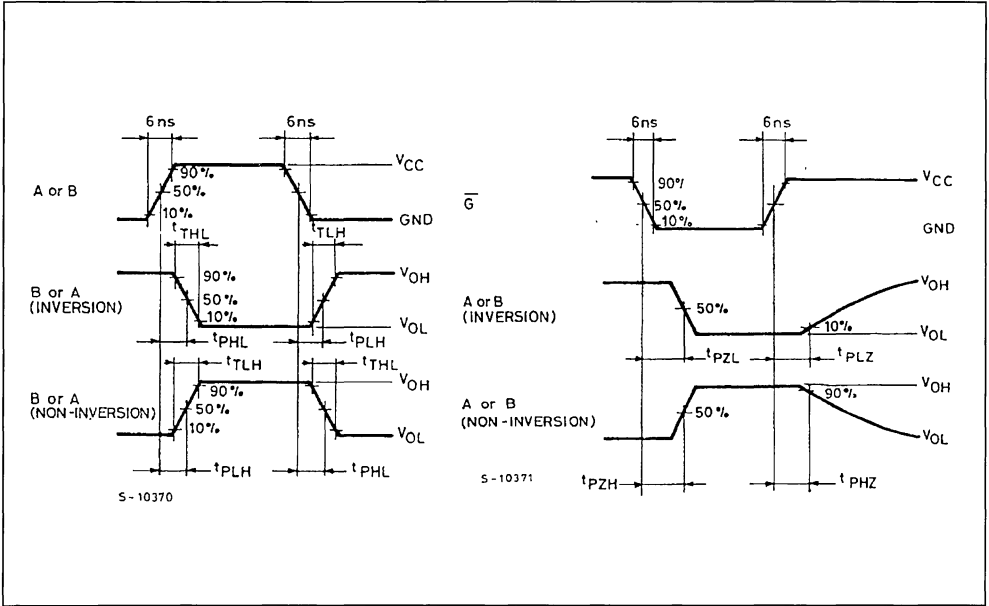 6ns
6ns
VCC
90%
50%
10%
A or B
GND
tTHL
tTLH
VOH
90%
50%
10%
B or A
(INVERSION)
VOL
tPHL
tPLH
tTLH
tTHL
VOH
90%
50%
10%
B or A
(NON-INVERSION)
VOL
tPLH
tPHL
S-10370
6ns
6ns
VCC
90%
50%
10%
G
GND
VOH
A or B
(INVERSION)
50%
10%
VOL
tPZL
tPLZ
VOH
90%
A or B
(NON-INVERSION)
50%
VOL
S-10371
tPZH
tPHZ